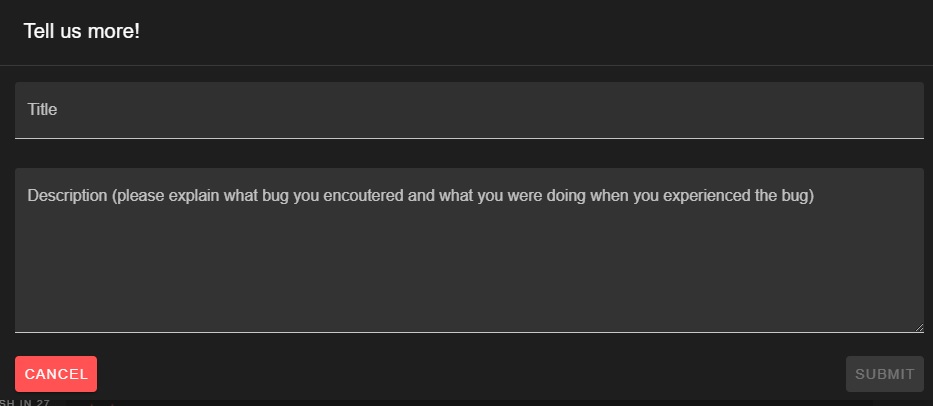 Tell us more!
Title
Description (please explain what bug you encoutered and what you were doing when you experienced the bug)
CANCEL
SUBMIT
SH IN 27